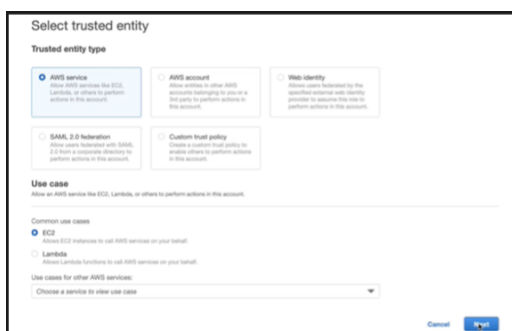 Select trusted entity
Trusted entity type
AWS service
Allow AWS services like EC2,
Lambda, or others to perform
actions in this account.
AWS account
Allow entities in other AWS
accounts belonging to you or a
3rd party to perform actions in
this account.
Web identity
Allows users federated by the
specified external web identity
provider to assume this role to
perform actions in this account.
SAML 2.0 federation
Allow users federated with SAML
2.0 from a corporate directory to
perform actions in this account.
Custom trust policy
Create a custom trust policy to
enable others to perform actions
in this account.
Use case
Allow an AWS service like EC2, Lambda, or others to perform actions in this account.
Common use cases
EC2
Allows EC2 instances to call AWS services on your behalf.
Lambda
Allows Lambda functions to call AWS services on your behalf.
Use cases for other AWS services:
Choose a service to view use case
Cancel
Next